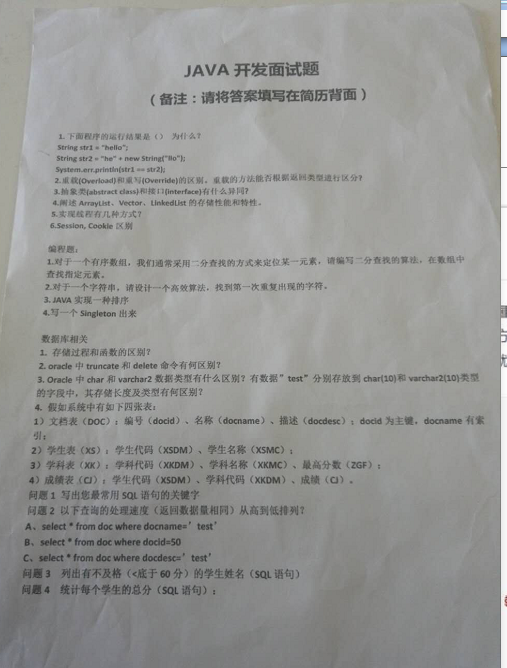 JAVA 开发面试题
（备注：请将答案填写在简历背面）
1. 下面程序的运行结果是（） 为什么?
String str1 = "hello";
String str2 = "he" + new String("llo");
System.err.println(str1 == str2);
2.重载(Overload)和重写(Override)的区别。重载的方法能否根据返回类型进行区分?
3.抽象类(abstract class)和接口(interface)有什么异同?
4.阐述 ArrayList、Vector、LinkedList 的存储性能和特性。
5.实现线程有几种方式?
6.Session, Cookie 区别
编程题：
1.对于一个有序数组，我们通常采用二分查找的方式来定位某一元素，请编写二分查找的算法，在数组中
查找指定元素。
2.对于一个字符串，请设计一个高效算法，找到第一次重复出现的字符。
3. JAVA 实现一种排序
4.写一个 Singleton 出来
数据库相关
1. 存储过程和函数的区别?
2. oracle 中 truncate 和 delete 命令有何区别?
3. Oracle 中 char 和 varchar2 数据类型有什么区别? 有数据”test”分别存放到 char(10)和 varchar2(10)类型
的字段中，其存储长度及类型有何区别?
4. 假如系统中有如下四张表：
1）文档表（DOC）：编号（docid）、名称（docname）、描述（docdesc）；docid 为主键，docname 有索
引；
2）学生表（XS）：学生代码（XSDM）、学生名称（XSMC）；
3）学科表（XK）：学科代码（XKDM）、学科名称（XKMC）、最高分数（ZGF）；
4）成绩表（CJ）：学生代码（XSDM）、学科代码（XKDM）、成绩（CJ）。
问题 1 写出您最常用 SQL 语句的关键字
问题 2 以下查询的处理速度（返回数据量相同）从高到低排列?
A、select * from doc where docname=’test’
B、select * from doc where docid=50
C、select * from doc where docdesc=’test’
问题 3 列出有不及格（<底于 60 分）的学生姓名（SQL 语句）
问题 4 统计每个学生的总分（SQL 语句）：